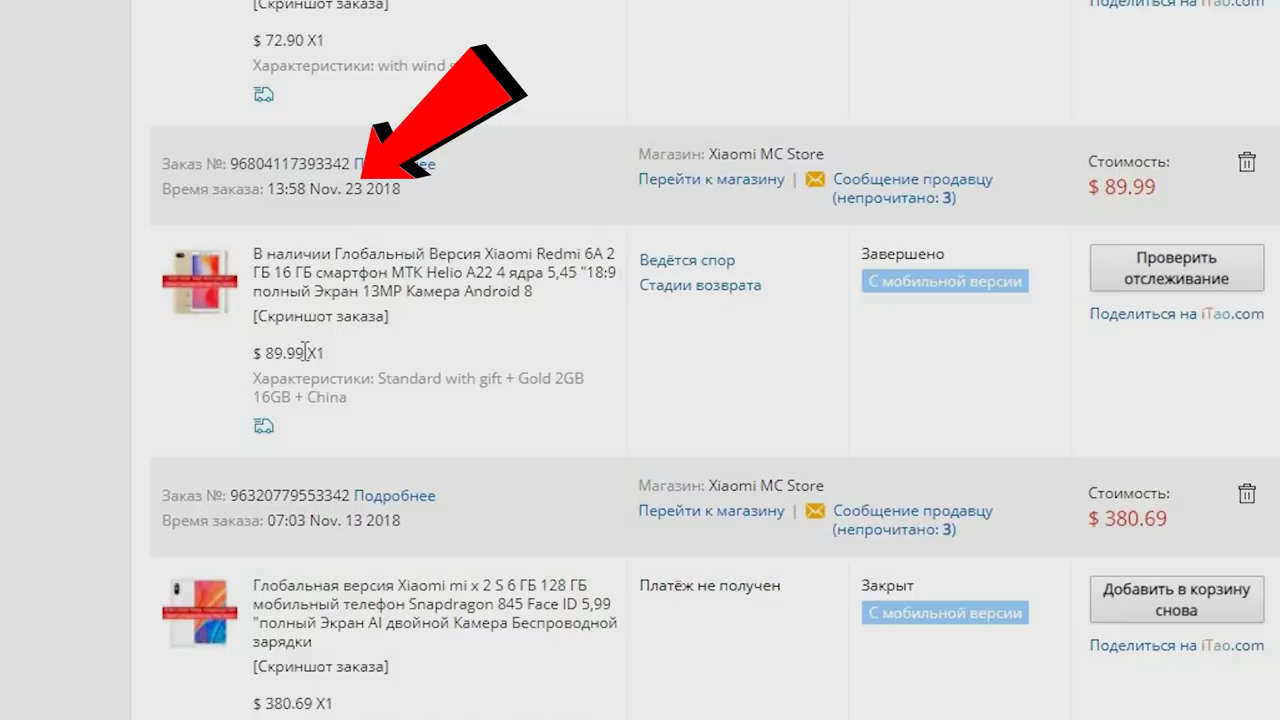 [Скриншот заказа]
Поделиться на iTao.com
$ 72.90 X1
Характеристики: with wind
Заказ №: 96804117393342
Время заказа: 13:58 Nov. 23 2018
Магазин: Xiaomi MC Store
Перейти к магазину | Сообщение продавцу
(непрочитано: 3)
Стоимость:
$ 89.99
В наличии Глобальный Версия Xiaomi Redmi 6A 2
ГБ 16 ГБ смартфон МТК Helio A22 4 ядра 5,45 "18:9
полный Экран 13MP Камера Android 8
[Скриншот заказа]
$ 89.99 X1
Характеристики: Standard with gift + Gold 2GB
16GB + China
Ведётся спор
Стадии возврата
Завершено
С мобильной версии
Проверить
отслеживание
Поделиться на iTao.com
Заказ №: 96320779553342 Подробнее
Время заказа: 07:03 Nov. 13 2018
Магазин: Xiaomi MC Store
Перейти к магазину | Сообщение продавцу
(непрочитано: 3)
Стоимость:
$ 380.69
Глобальная версия Xiaomi mi x 2 S 6 ГБ 128 ГБ
мобильный телефон Snapdragon 845 Face ID 5,99
"полный Экран AI двойной Камера Беспроводной
зарядки
[Скриншот заказа]
$ 380.69 X1
Платёж не получен
Закрыт
С мобильной версии
Добавить в корзину
снова
Поделиться на iTao.com